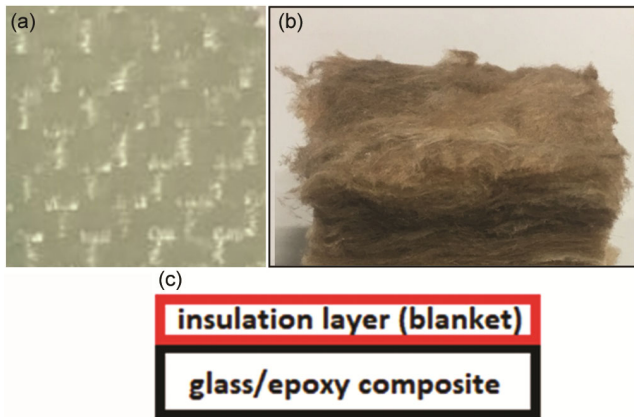 (a)
(b)
(c)
insulation layer (blanket)
glass/epoxy composite